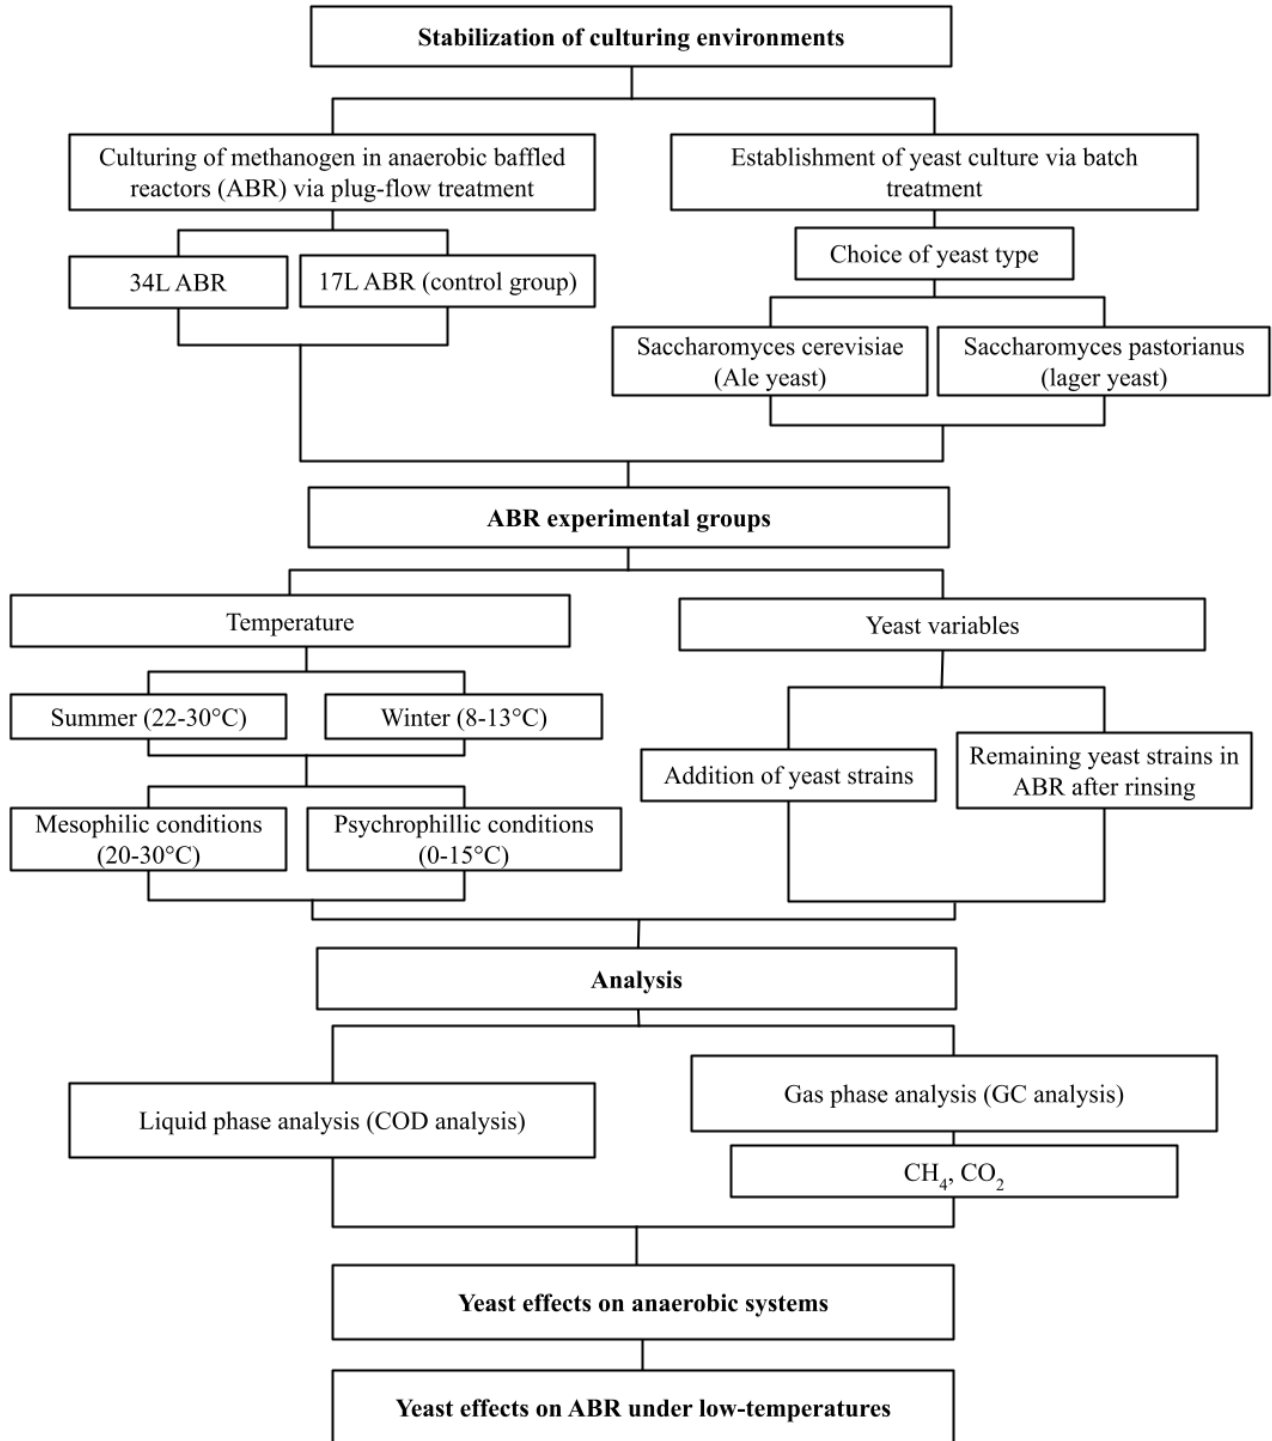 Stabilization of culturing environments
Culturing of methanogen in anaerobic baffled
reactors (ABR) via plug-flow treatment
Establishment of yeast culture via batch
treatment
34L ABR
17L ABR (control group)
Choice of yeast type
Saccharomyces cerevisiae
(Ale yeast)
Saccharomyces pastorianus
(lager yeast)
ABR experimental groups
Temperature
Yeast variables
Summer (22-30°C)
Winter (8-13°C)
Addition of yeast strains
Remaining yeast strains in
ABR after rinsing
Mesophilic conditions
(20-30°C)
Psychrophillic conditions
(0-15°C)
Analysis
Liquid phase analysis (COD analysis)
Gas phase analysis (GC analysis)
CH₄, CO₂
Yeast effects on anaerobic systems
Yeast effects on ABR under low-temperatures